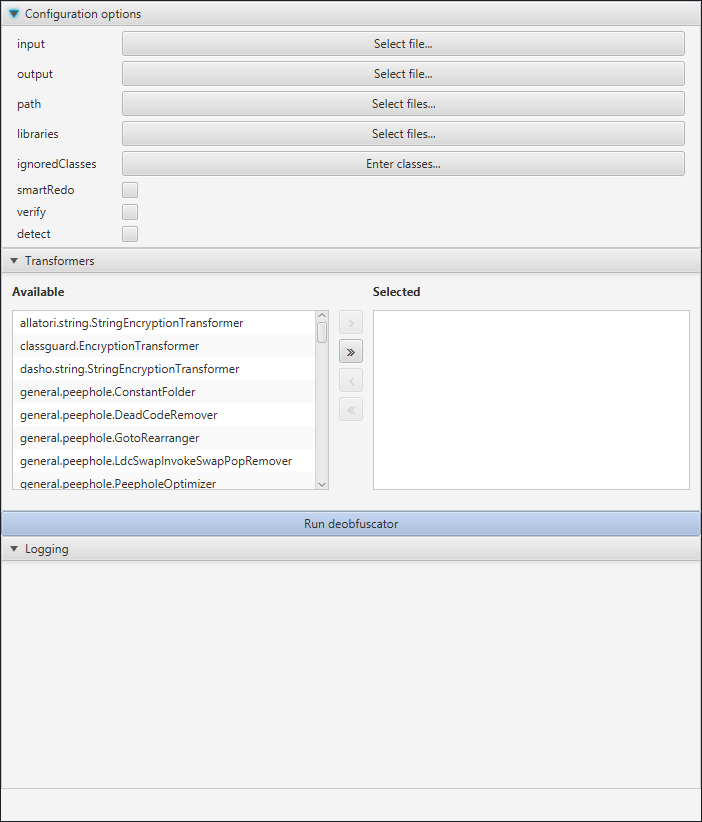 Configuration options
input Select file...
output Select file...
path Select files...
libraries Select files...
ignoredClasses Enter classes...
smartRedo
verify
detect
Transformers
Available Selected
allatori.string.StringEncryptionTransformer
classguard.EncryptionTransformer
dasho.string.StringEncryptionTransformer
general.peephole.ConstantFolder
general.peephole.DeadCodeRemover
general.peephole.GotoRearranger
general.peephole.LdcSwapInvokeSwapPopRemover
general.peephole.PeepholeOptimizer
Run deobfuscator
Logging